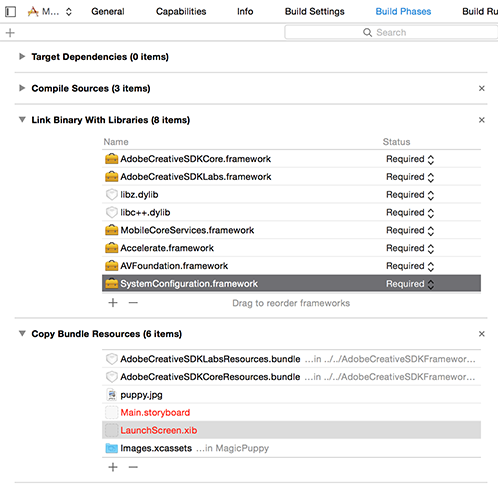 M... General Capabilities Info Build Settings Build Phases Build Ru
+ Search
Target Dependencies (0 items)
Compile Sources (3 items) ×
Link Binary With Libraries (8 items) ×
Name Status
AdobeCreativeSDKCore.framework Required
AdobeCreativeSDKLabs.framework Required
libz.dylib Required
libc++.dylib Required
MobileCoreServices.framework Required
Accelerate.framework Required
AVFoundation.framework Required
SystemConfiguration.framework Required
+ − Drag to reorder frameworks
Copy Bundle Resources (6 items) ×
AdobeCreativeSDKLabsResources.bundle ...in ../../AdobeCreativeSDKFramewor...
AdobeCreativeSDKCoreResources.bundle ...in ../../AdobeCreativeSDKFramewor...
puppy.jpg
Main.storyboard
LaunchScreen.xib
Images.xcassets ...in MagicPuppy
+ −